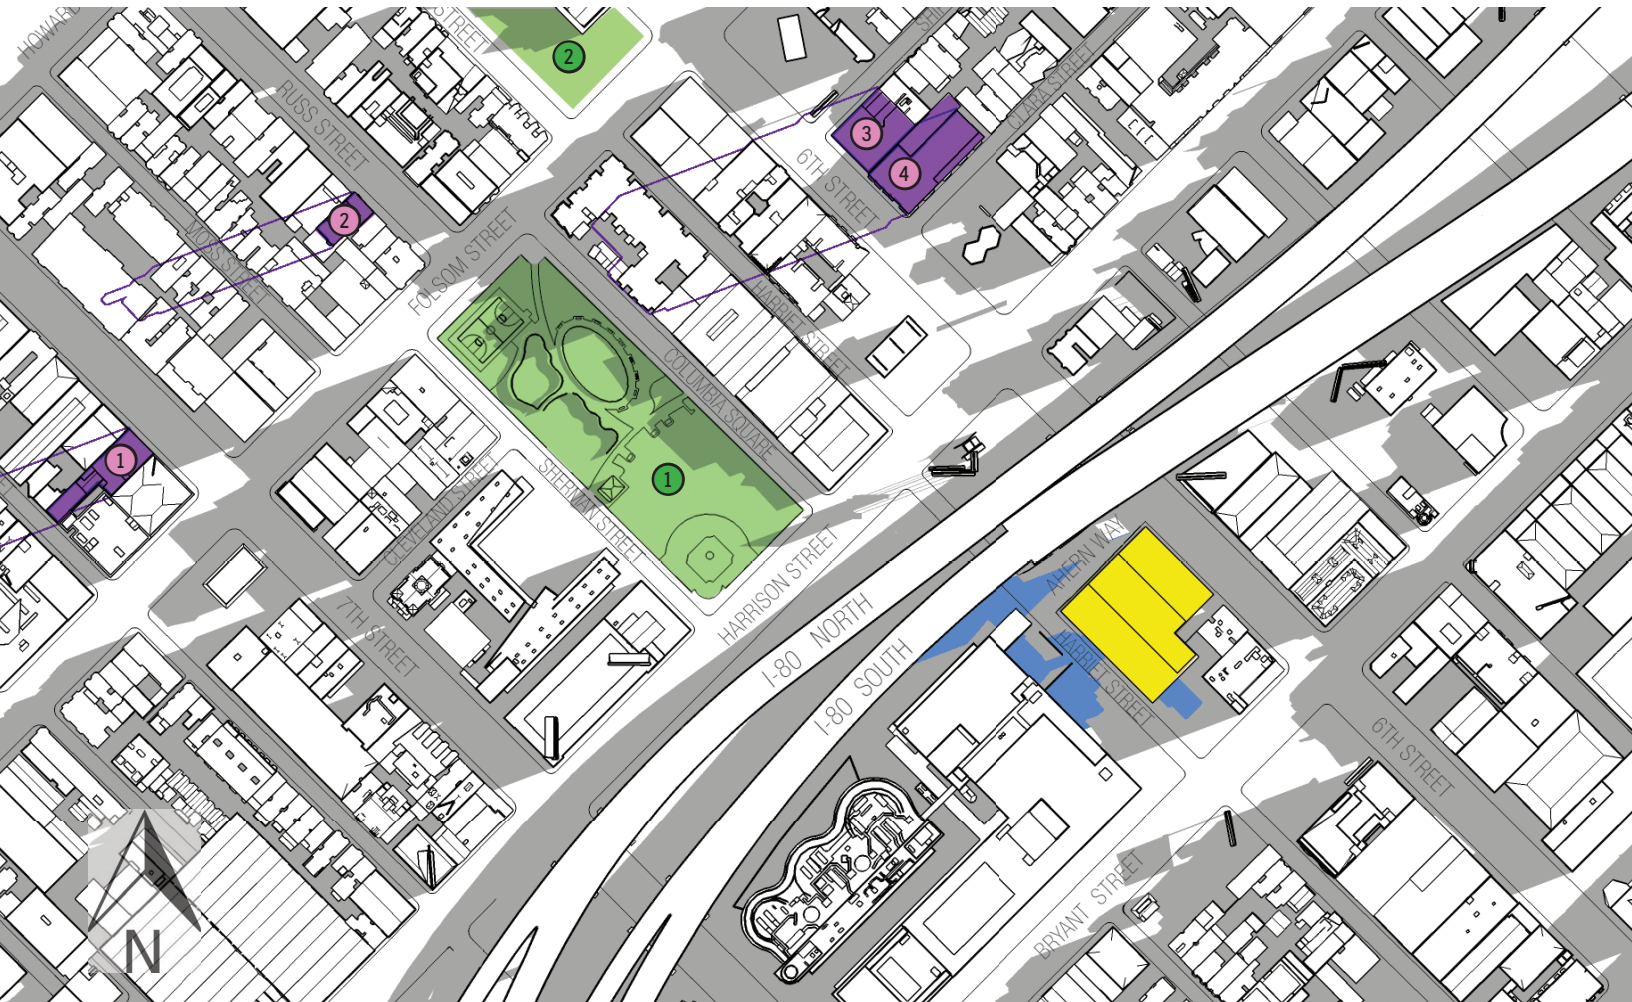 HOWARD
STREET
2
RUSS STREET
CLARA STREET
3
6TH STREET
4
2
MOSS STREET
FOLSOM STREET
HARRIET STREET
COLUMBIA SQUARE
1
1
SHERMAN STREET
CLEVELAND STREET
HARRISON STREET
AHERN WAY
7TH STREET
I-80 NORTH
I-80 SOUTH
HARRIET STREET
6TH STREET
BRYANT STREET
N